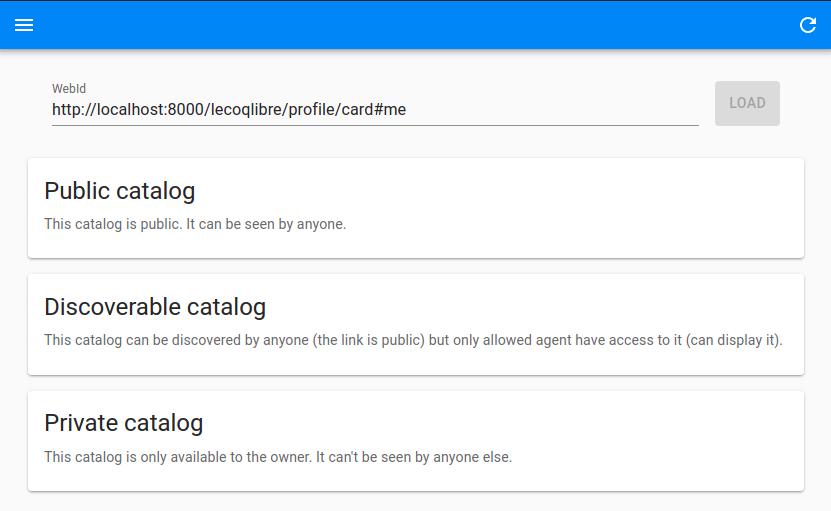 WebId
http://localhost:8000/lecoqlibre/profile/card#me
LOAD
Public catalog
This catalog is public. It can be seen by anyone.
Discoverable catalog
This catalog can be discovered by anyone (the link is public) but only allowed agent have access to it (can display it).
Private catalog
This catalog is only available to the owner. It can't be seen by anyone else.